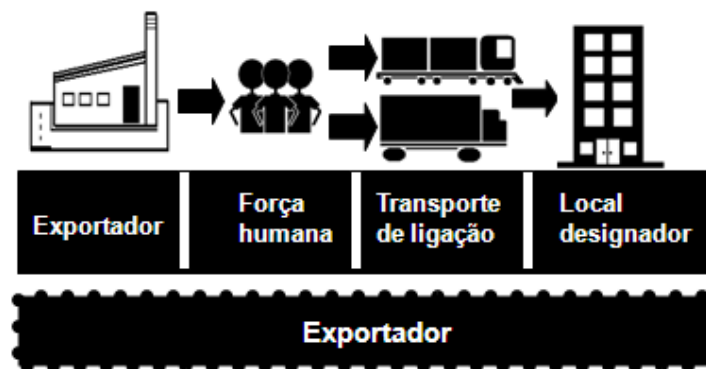 Exportador
Força
humana
Transporte
de ligação
Local
designador
Exportador